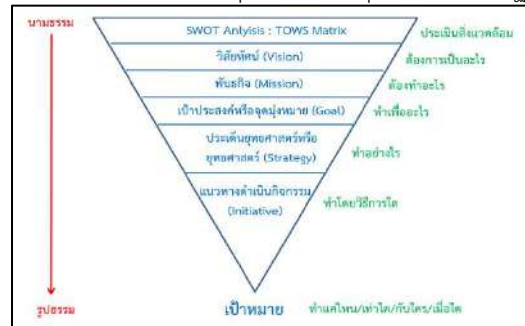 นามธรรม
SWOT Anlyisis : TOWS Matrix
ประเมินสิ่งแวดล้อม
วิสัยทัศน์ (Vision)
ต้องการเป็นอะไร
พันธกิจ (Mission)
ต้องทำอะไร
เป้าประสงค์หรือจุดมุ่งหมาย (Goal)
ทำเพื่ออะไร
ประเด็นยุทธศาสตร์หรือ
ยุทธศาสตร์ (Strategy)
ทำอย่างไร
แนวทางดำเนินกิจกรรม
(Initiative)
ทำโดยวิธีการใด
รูปธรรม
เป้าหมาย
ทำแค่ไหน/เท่าใด/กับใคร/เมื่อใด